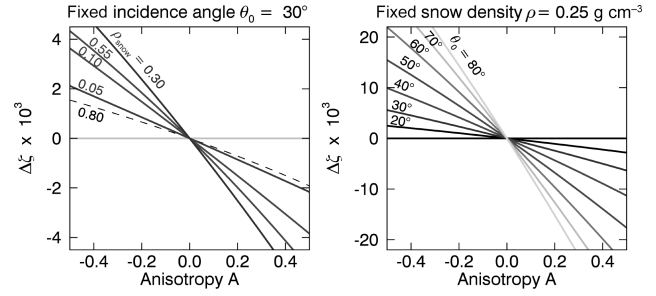 Fixed incidence angle θ₀ = 30°
4
2
0
-2
-4
Δζ x 10³
ρsnow = 0.30
0.55
0.10
0.05
0.80
-0.4 -0.2 0.0 0.2 0.4
Anisotropy A
Fixed snow density ρ = 0.25 g cm⁻³
20
10
0
-10
-20
Δζ x 10³
θ₀ = 80°
70°
60°
50°
40°
30°
20°
-0.4 -0.2 0.0 0.2 0.4
Anisotropy A